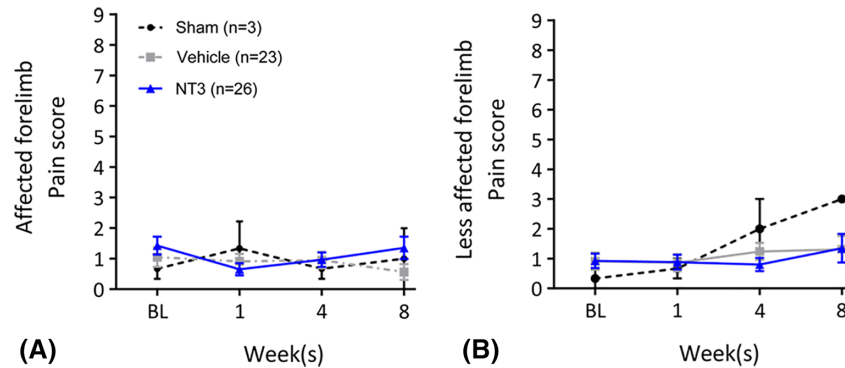 Affected forelimb
Pain score
9
8
7
6
5
4
3
2
1
0
Sham (n=3)
Vehicle (n=23)
NT3 (n=26)
BL
1
4
8
Week(s)
(A)
Less affected forelimb
Pain score
9
8
7
6
5
4
3
2
1
0
BL
1
4
8
Week(s)
(B)